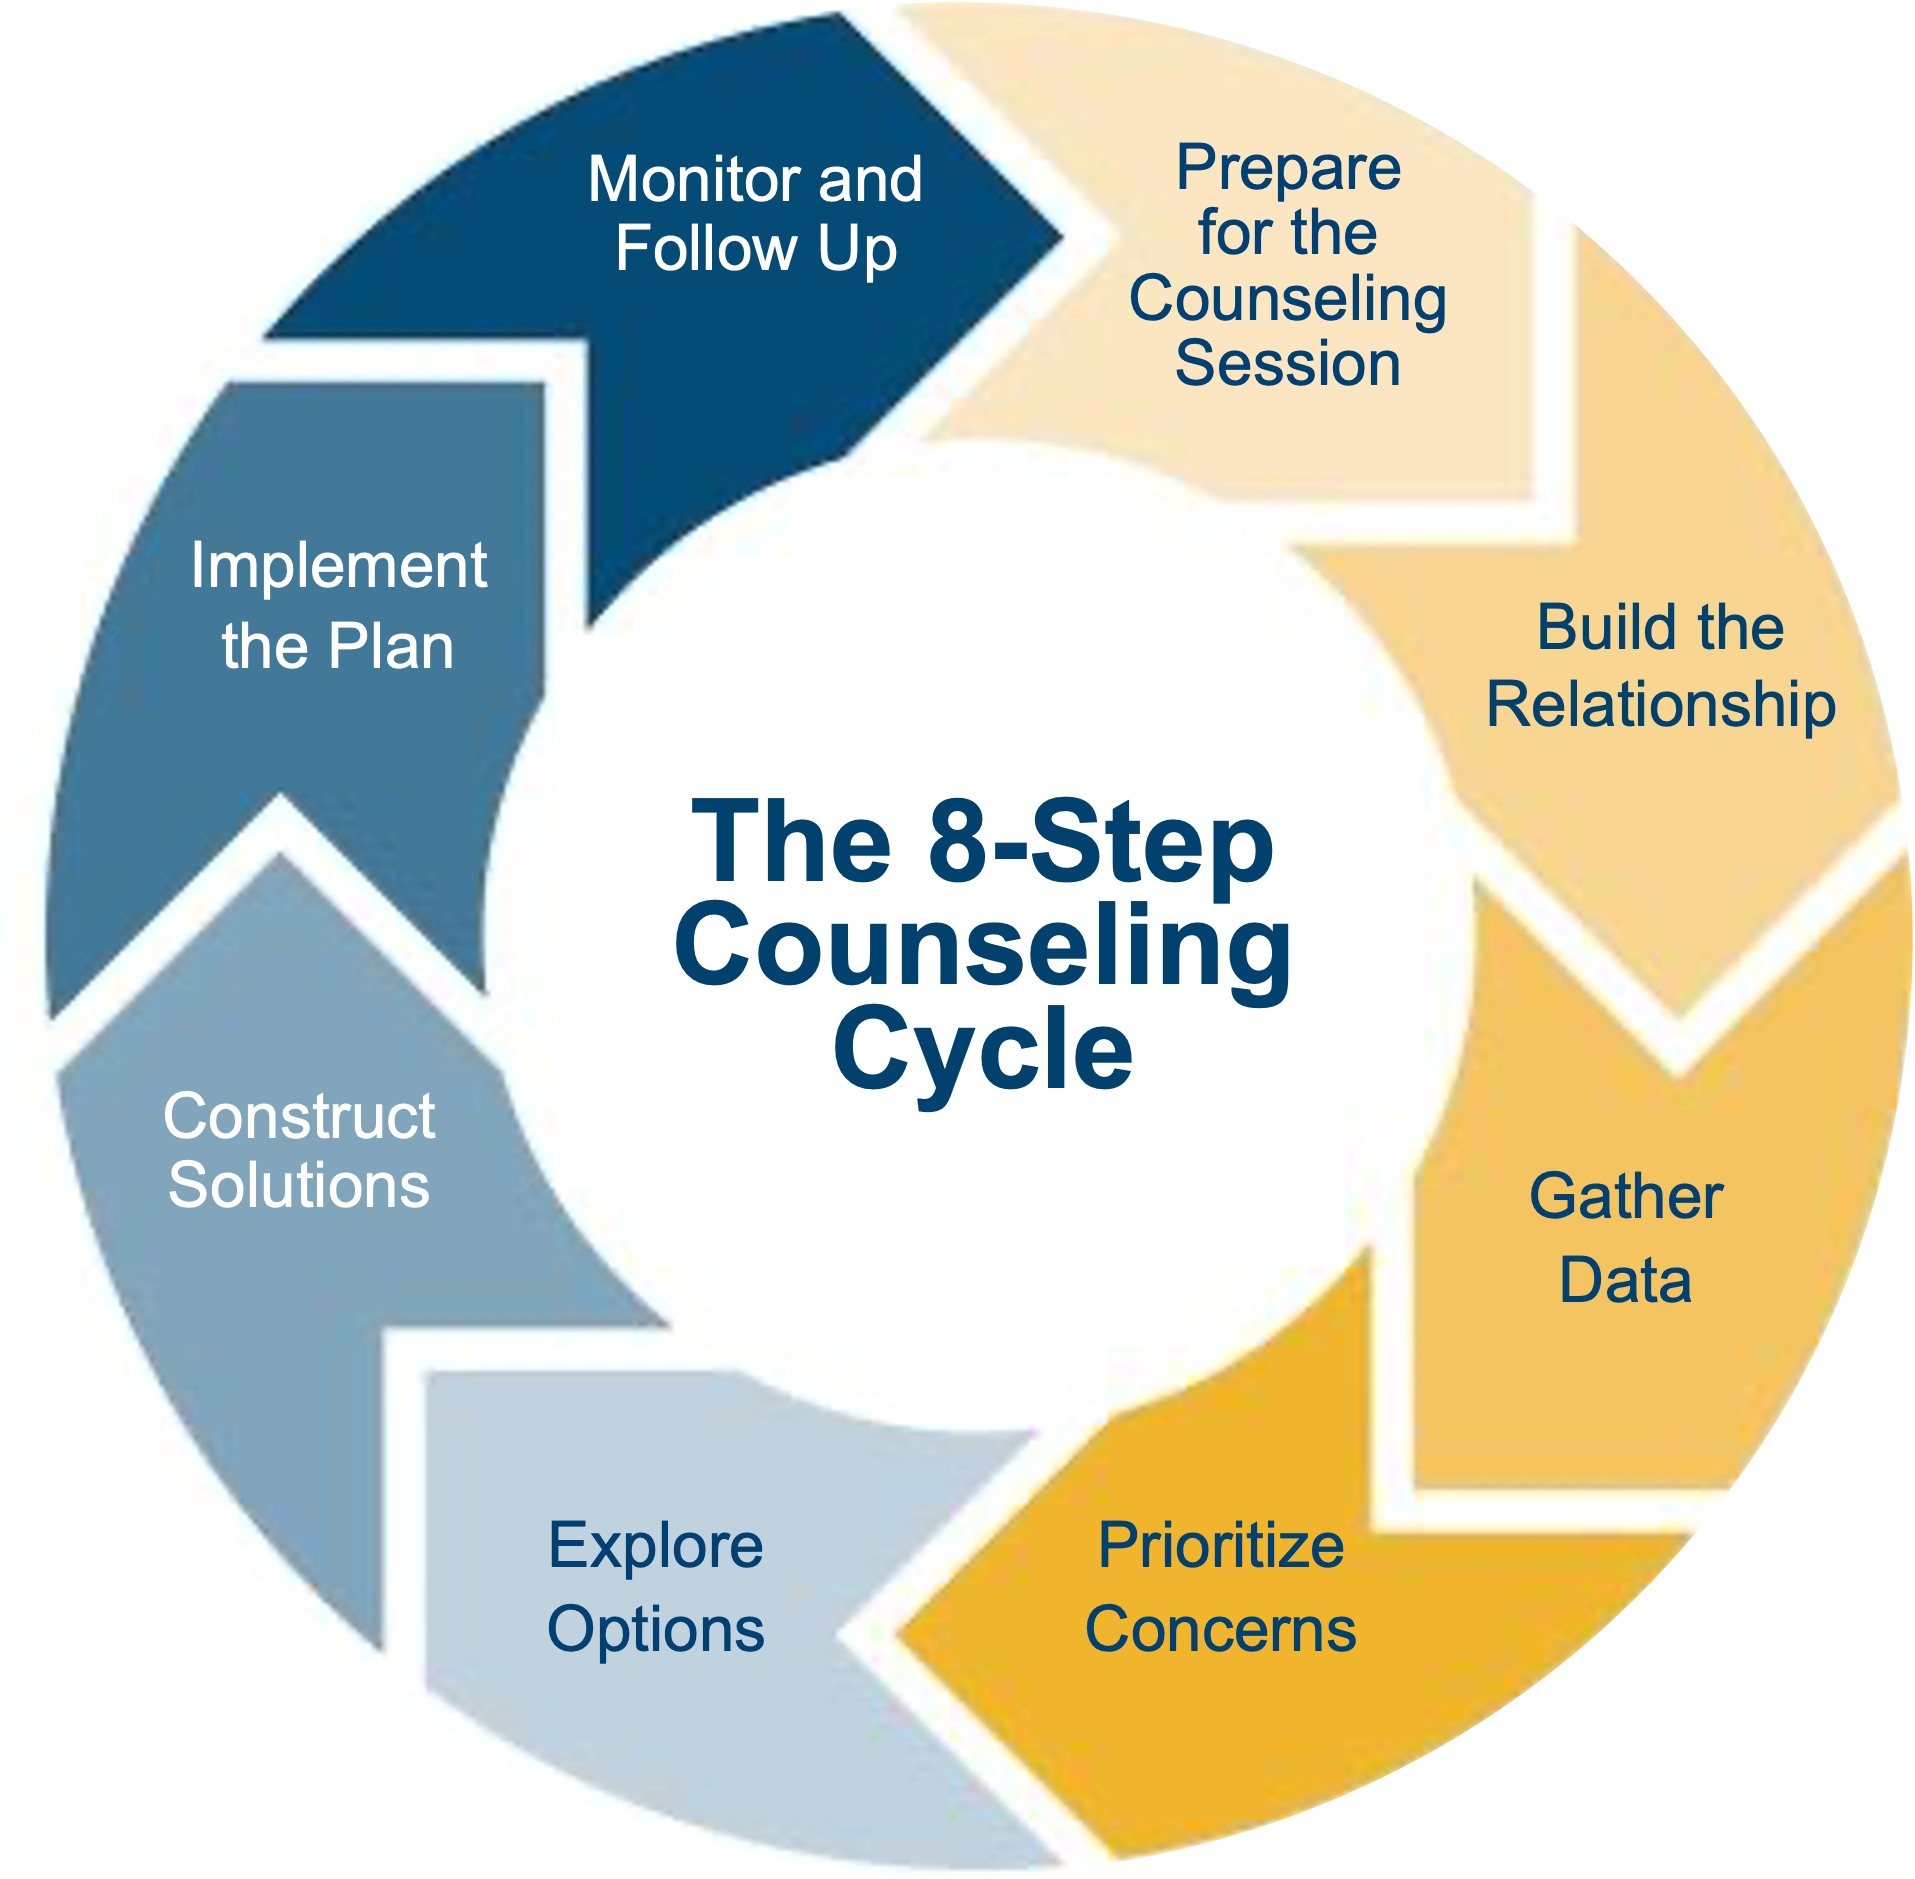 The 8-Step
Counseling
Cycle
Prepare
for the
Counseling
Session
Build the
Relationship
Gather
Data
Prioritize
Concerns
Explore
Options
Construct
Solutions
Implement
the Plan
Monitor and
Follow Up